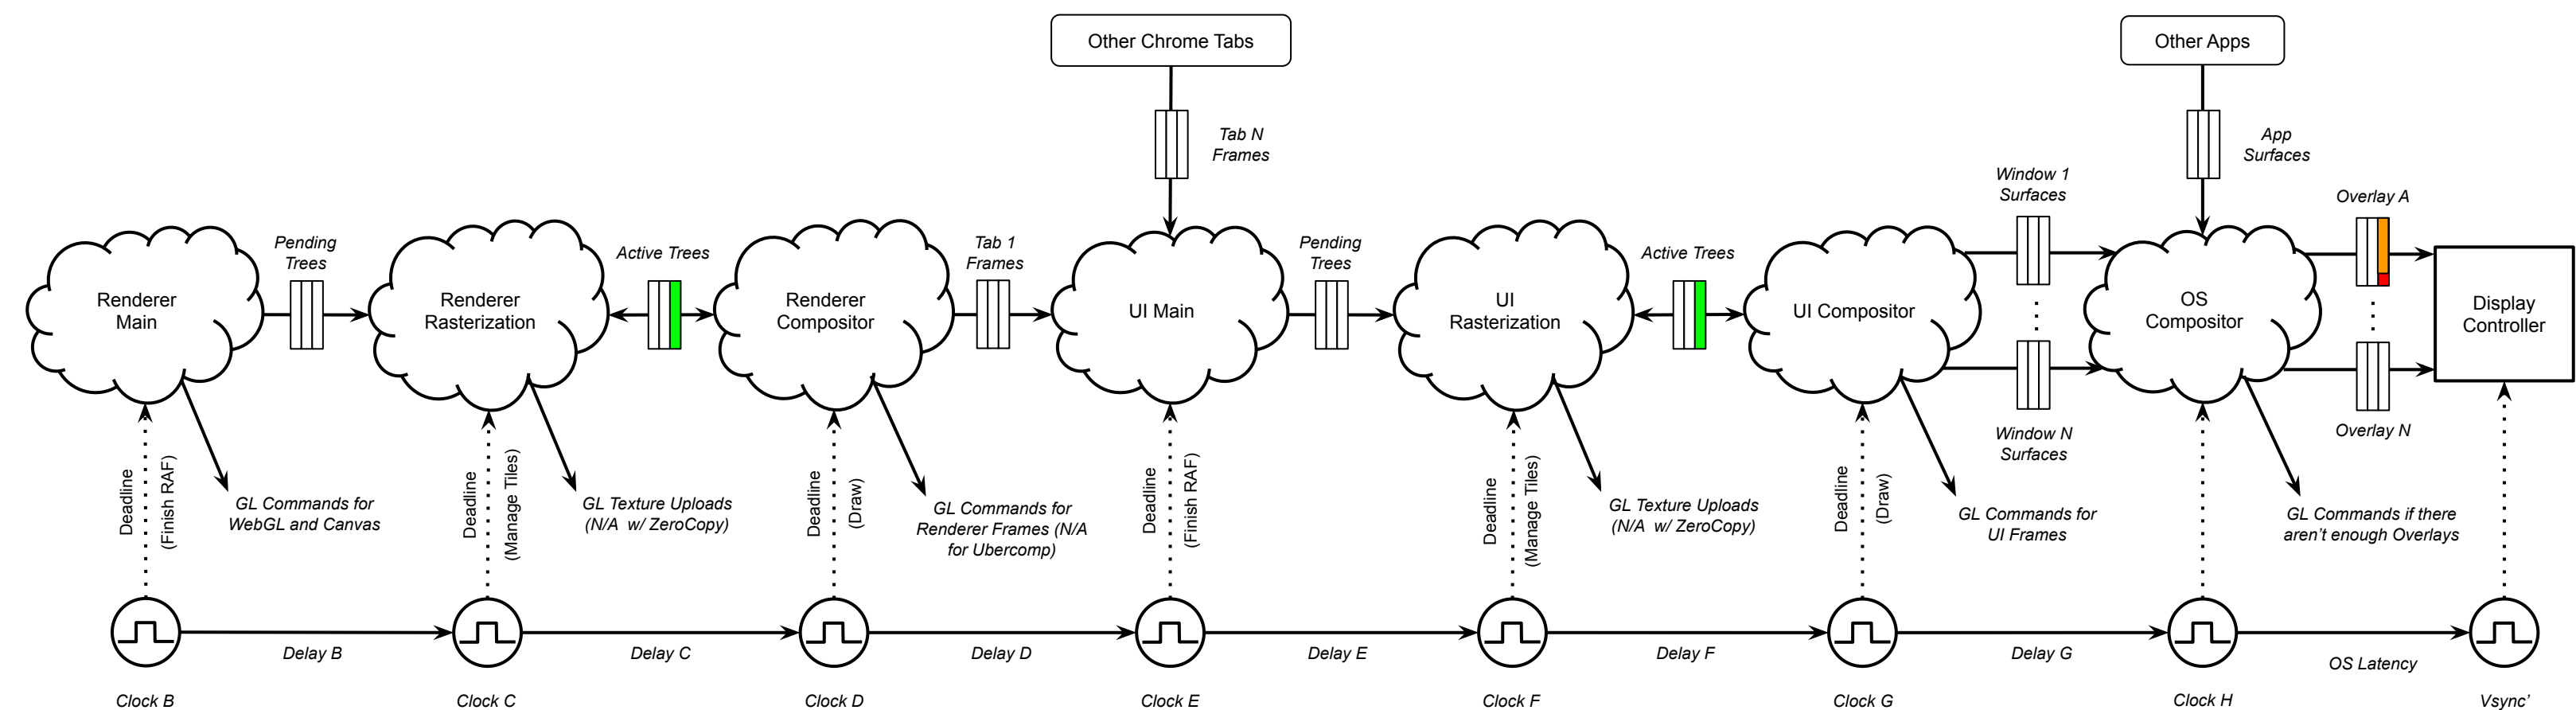 Other Chrome Tabs
Other Apps
Tab N
Frames
App
Surfaces
Window 1
Surfaces
Overlay A
Pending
Trees
Active Trees
Tab 1
Frames
Pending
Trees
Active Trees
Renderer
Main
Renderer
Rasterization
Renderer
Compositor
UI Main
UI
Rasterization
UI Compositor
OS
Compositor
Display
Controller
Window N
Surfaces
Overlay N
Deadline
(Finish RAF)
GL Commands for
WebGL and Canvas
Deadline
(Manage Tiles)
GL Texture Uploads
(N/A w/ ZeroCopy)
Deadline
(Draw)
GL Commands for
Renderer Frames (N/A
for Ubercomp)
Deadline
(Finish RAF)
Deadline
(Manage Tiles)
GL Texture Uploads
(N/A w/ ZeroCopy)
Deadline
(Draw)
GL Commands for
UI Frames
GL Commands if there
aren't enough Overlays
Delay B
Delay C
Delay D
Delay E
Delay F
Delay G
OS Latency
Clock B
Clock C
Clock D
Clock E
Clock F
Clock G
Clock H
Vsync'